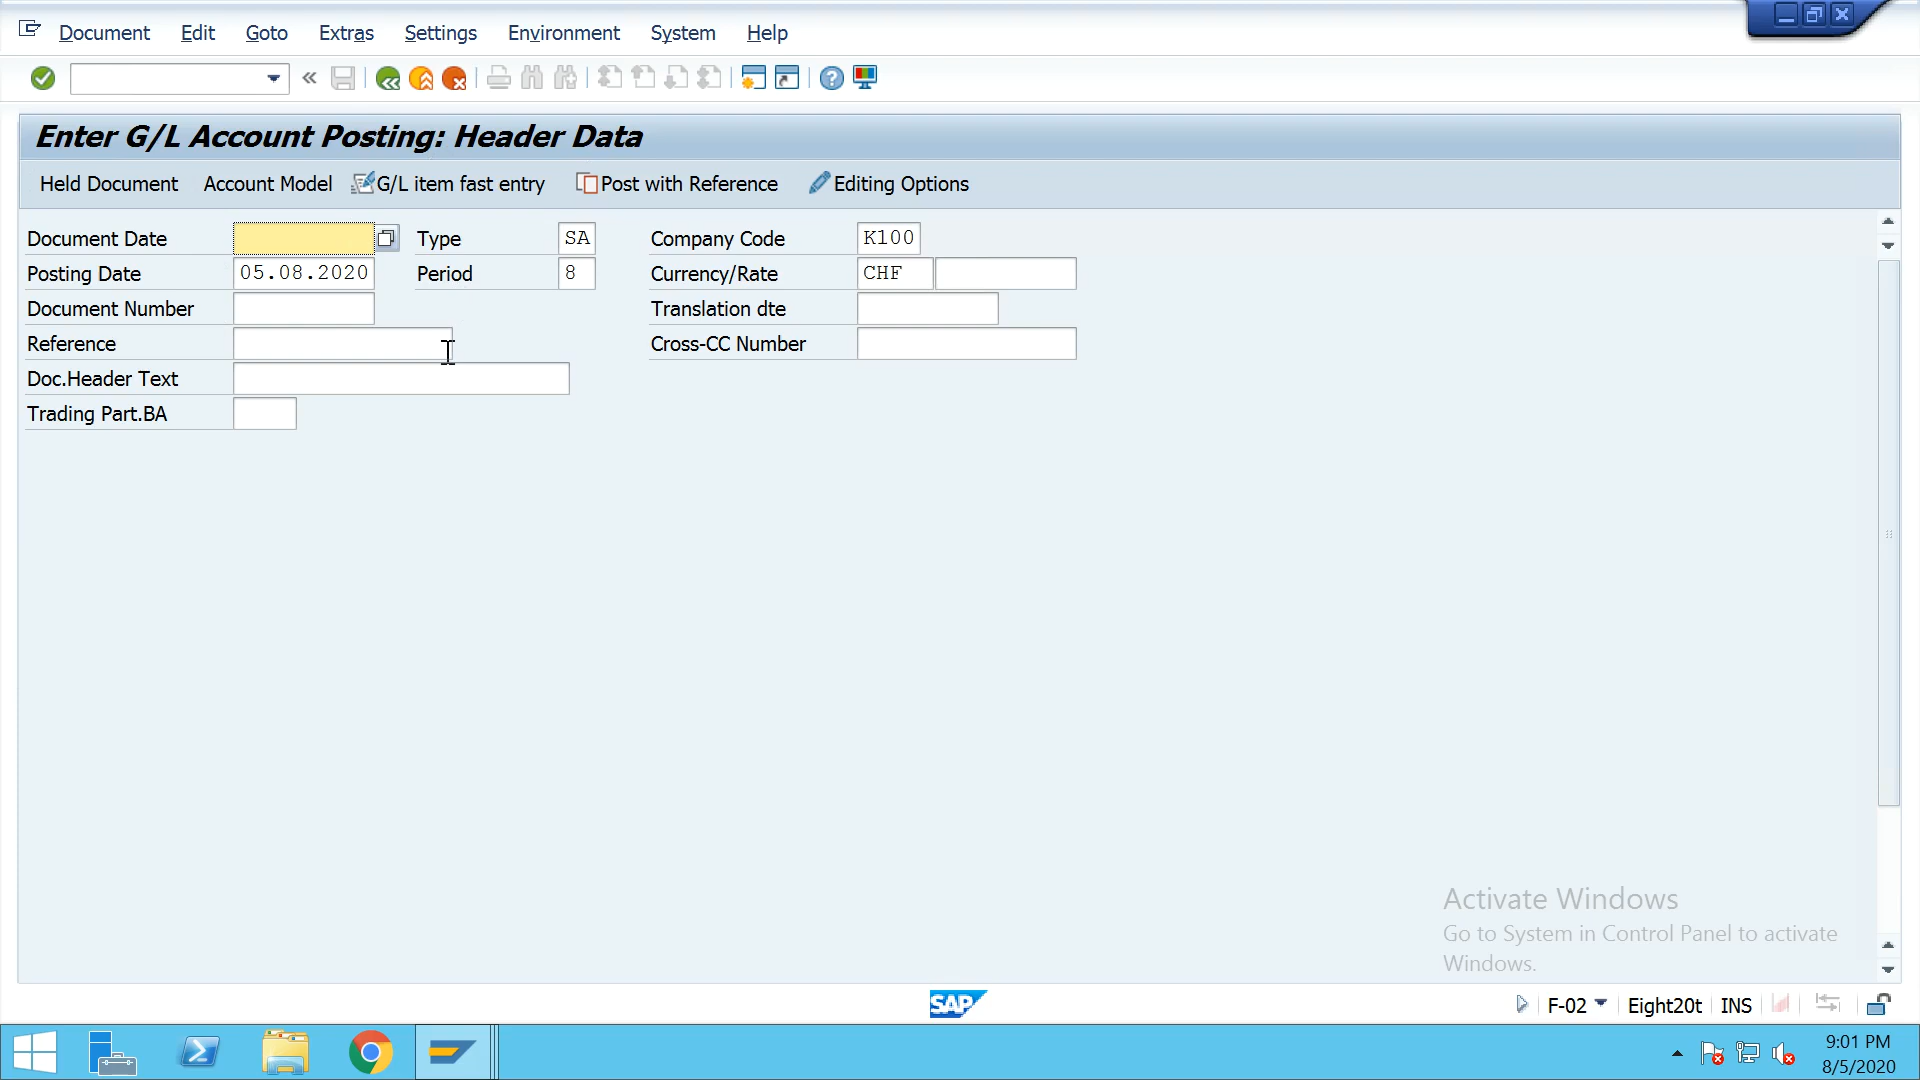 Document Edit Goto Extras Settings Environment System Help
Enter G/L Account Posting: Header Data
Held Document Account Model G/L item fast entry Post with Reference Editing Options
Document Date Type SA Company Code K100
Posting Date 05.08.2020 Period 8 Currency/Rate CHF
Document Number Translation dte
Reference Cross-CC Number
Doc.Header Text
Trading Part.BA
Activate Windows
Go to System in Control Panel to activate
Windows.
SAP F-02 Eight20t INS
9:01 PM
8/5/2020